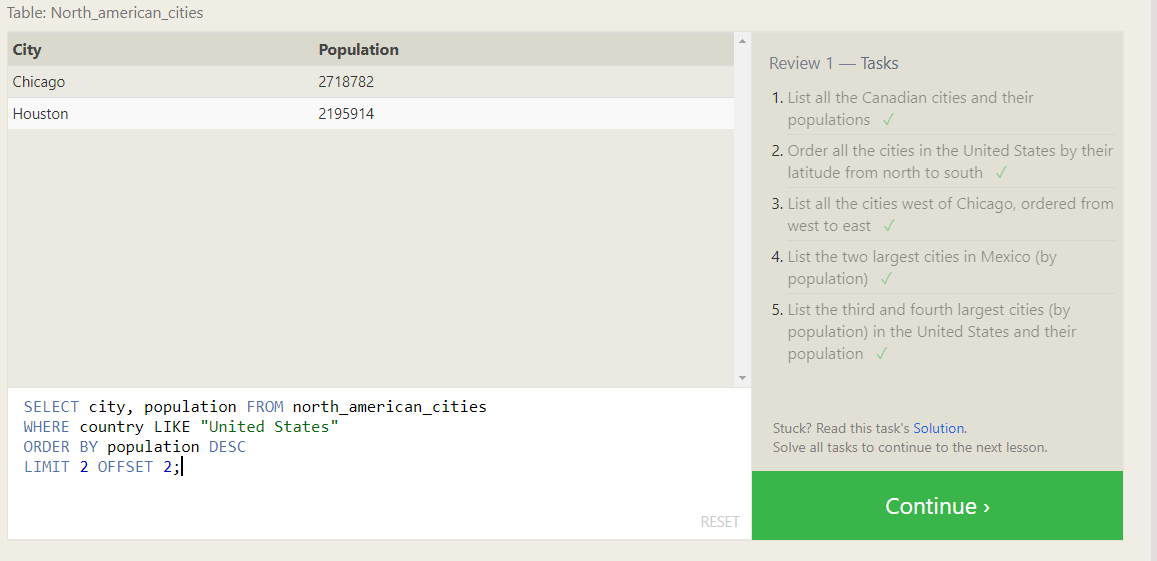 Table: North_american_cities
City Population
Chicago 2718782
Houston 2195914
SELECT city, population FROM north_american_cities
WHERE country LIKE "United States"
ORDER BY population DESC
LIMIT 2 OFFSET 2;
RESET
Review 1 — Tasks
1. List all the Canadian cities and their
populations ✓
2. Order all the cities in the United States by their
latitude from north to south ✓
3. List all the cities west of Chicago, ordered from
west to east ✓
4. List the two largest cities in Mexico (by
population) ✓
5. List the third and fourth largest cities (by
population) in the United States and their
population ✓
Stuck? Read this task's Solution.
Solve all tasks to continue to the next lesson.
Continue ›